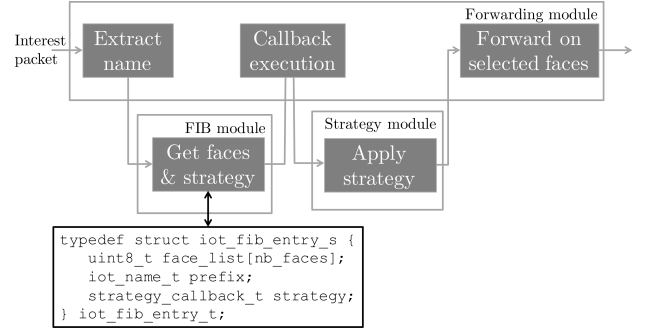 Forwarding module
Interest
packet
Extract
name
Callback
execution
Forward on
selected faces
FIB module
Get faces
& strategy
Strategy module
Apply
strategy
typedef struct iot_fib_entry_s {
uint8_t face_list[nb_faces];
iot_name_t prefix;
strategy_callback_t strategy;
} iot_fib_entry_t;